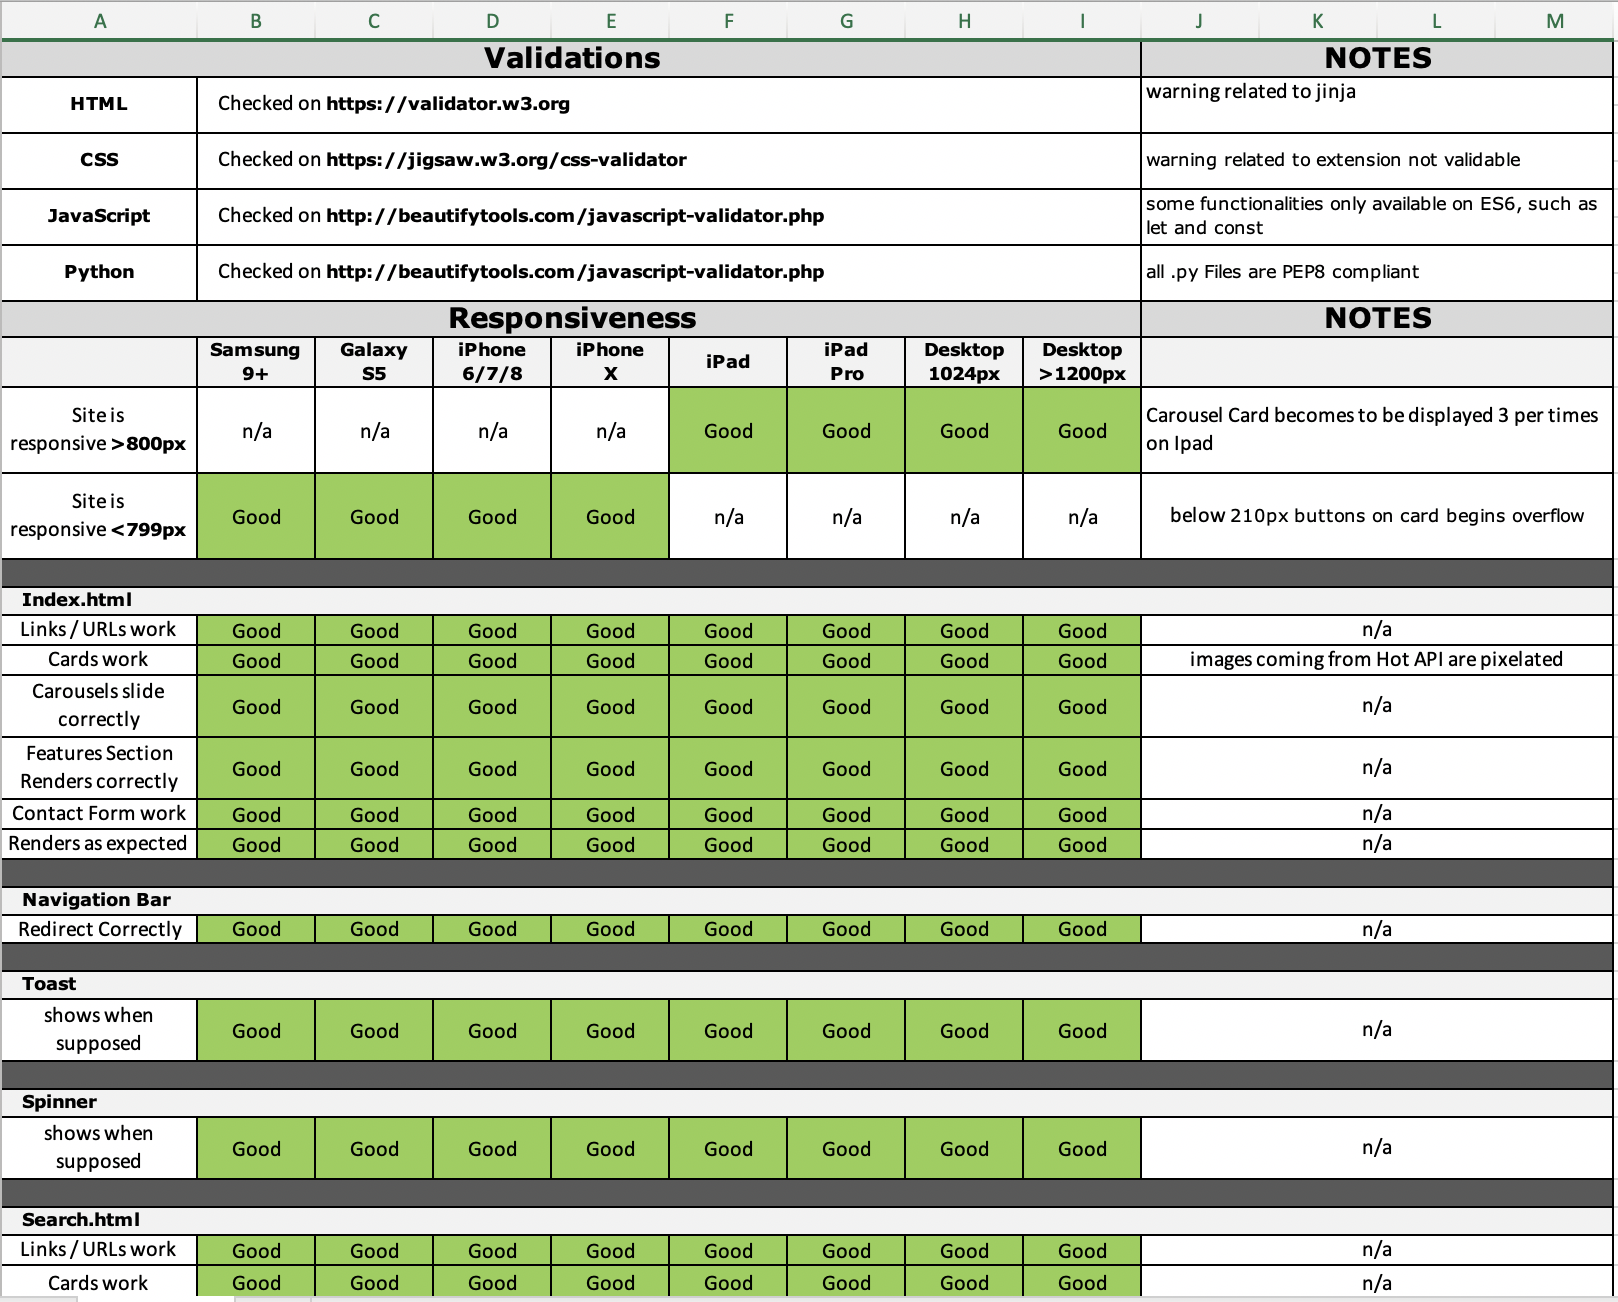 A B C D E F G H I J K L M
Validations NOTES
HTML Checked on https://validator.w3.org warning related to jinja
CSS Checked on https://jigsaw.w3.org/css-validator warning related to extension not validable
JavaScript Checked on http://beautifytools.com/javascript-validator.php some functionalities only available on ES6, such as
let and const
Python Checked on http://beautifytools.com/javascript-validator.php all .py Files are PEP8 compliant
Responsiveness NOTES
Samsung Galaxy iPhone iPhone iPad iPad Desktop Desktop
9+ S5 6/7/8 X Pro 1024px >1200px
Site is
responsive >800px n/a n/a n/a n/a Good Good Good Good Carousel Card becomes to be displayed 3 per times
on Ipad
Site is
responsive <799px Good Good Good Good n/a n/a n/a n/a below 210px buttons on card begins overflow
Index.html
Links / URLs work Good Good Good Good Good Good Good Good n/a
Cards work Good Good Good Good Good Good Good Good images coming from Hot API are pixelated
Carousels slide
correctly Good Good Good Good Good Good Good Good n/a
Features Section
Renders correctly Good Good Good Good Good Good Good Good n/a
Contact Form work Good Good Good Good Good Good Good Good n/a
Renders as expected Good Good Good Good Good Good Good Good n/a
Navigation Bar
Redirect Correctly Good Good Good Good Good Good Good Good n/a
Toast
shows when
supposed Good Good Good Good Good Good Good Good n/a
Spinner
shows when
supposed Good Good Good Good Good Good Good Good n/a
Search.html
Links / URLs work Good Good Good Good Good Good Good Good n/a
Cards work Good Good Good Good Good Good Good Good n/a